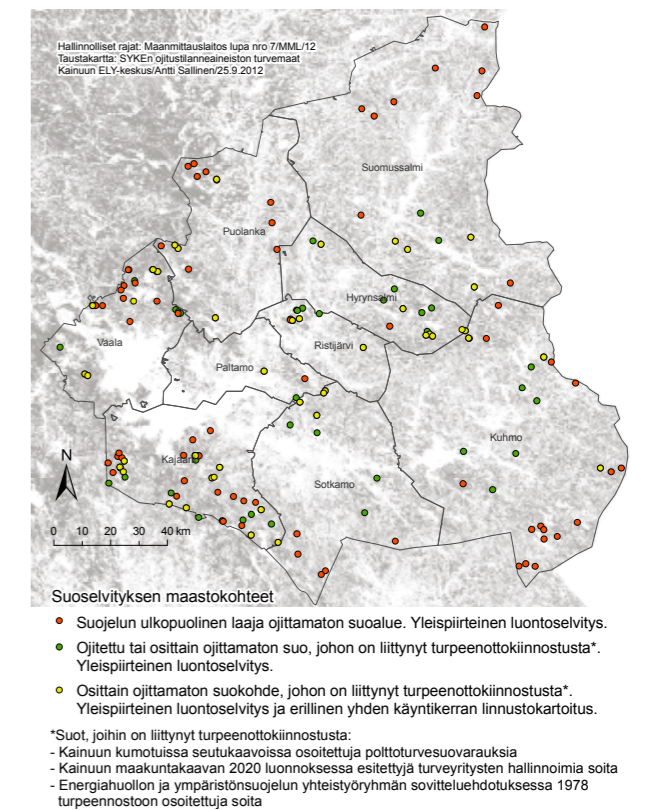 Hallinnolliset rajat: Maanmittauslaitos lupa nro 7/MML/12
Taustakartta: SYKEn ojitustilanneaineiston turvemaat
Kainuun ELY-keskus/Antti Sallinen/25.9.2012
Suomussalmi
Puolanka
Hyrynsalmi
Vaala
Ristijärvi
Paltamo
Kuhmo
Kajaani
Sotkamo
N
0 10 20 30 40 km
Suoselvityksen maastokohteet
Suojelun ulkopuolinen laaja ojittamaton suoalue. Yleispiirteinen luontoselvitys.
Ojitettu tai osittain ojittamaton suo, johon on liittynyt turpeenottokiinnostusta*.
Yleispiirteinen luontoselvitys.
Osittain ojittamaton suokohde, johon on liittynyt turpeenottokiinnostusta*.
Yleispiirteinen luontoselvitys ja erillinen yhden käyntikerran linnustokartoitus.
*Suot, joihin on liittynyt turpeenottokiinnostusta:
- Kainuun kumotuissa seutukaavoissa osoitettuja polttoturvesuovarauksia
- Kainuun maakuntakaavan 2020 luonnoksessa esitettyjä turveyritysten hallinnoimia soita
- Energiahuollon ja ympäristönsuojelun yhteistyöryhmän sovitteluehdotuksessa 1978
turpeennostoon osoitettuja soita